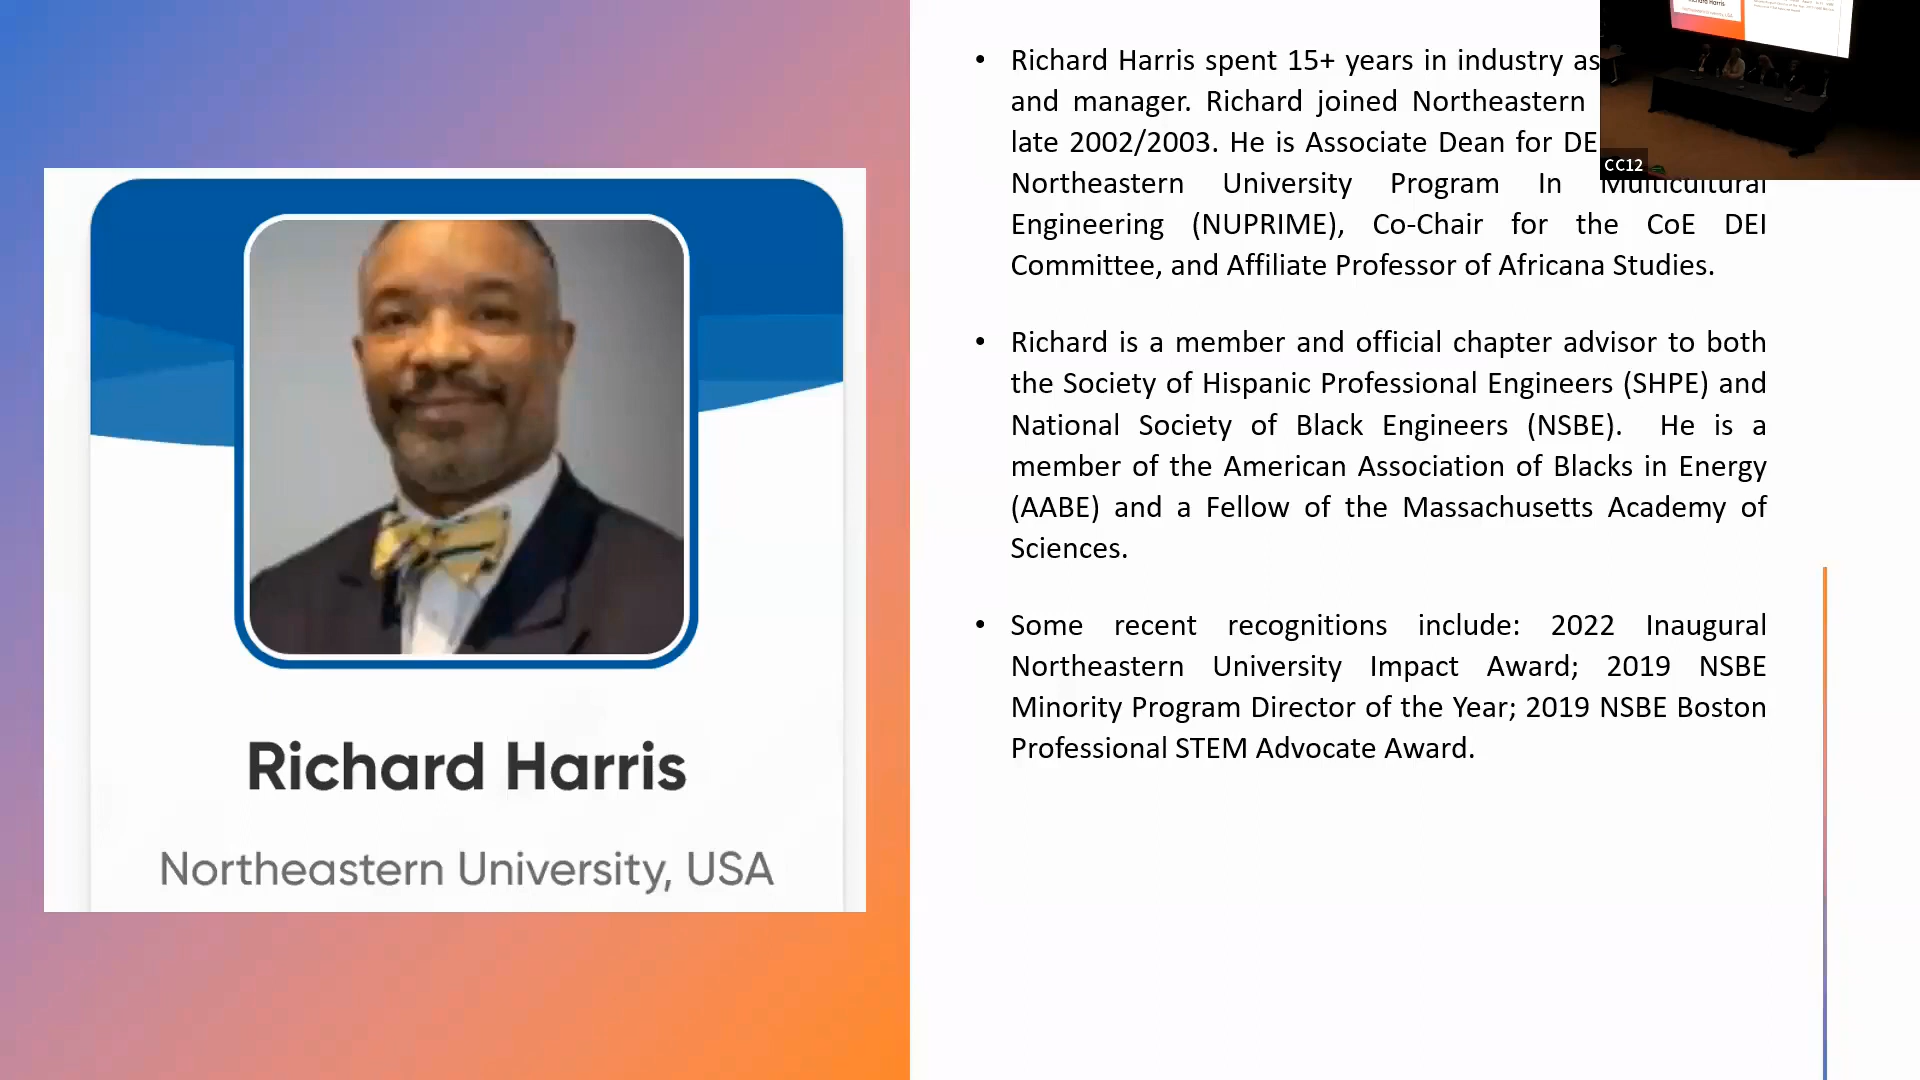 Richard Harris
Northeastern University, USA
• Richard Harris spent 15+ years in industry as
and manager. Richard joined Northeastern
late 2002/2003. He is Associate Dean for DE
Northeastern University Program In Multicultural
Engineering (NUPRIME), Co-Chair for the CoE DEI
Committee, and Affiliate Professor of Africana Studies.
• Richard is a member and official chapter advisor to both
the Society of Hispanic Professional Engineers (SHPE) and
National Society of Black Engineers (NSBE). He is a
member of the American Association of Blacks in Energy
(AABE) and a Fellow of the Massachusetts Academy of
Sciences.
• Some recent recognitions include: 2022 Inaugural
Northeastern University Impact Award; 2019 NSBE
Minority Program Director of the Year; 2019 NSBE Boston
Professional STEM Advocate Award.
CC12